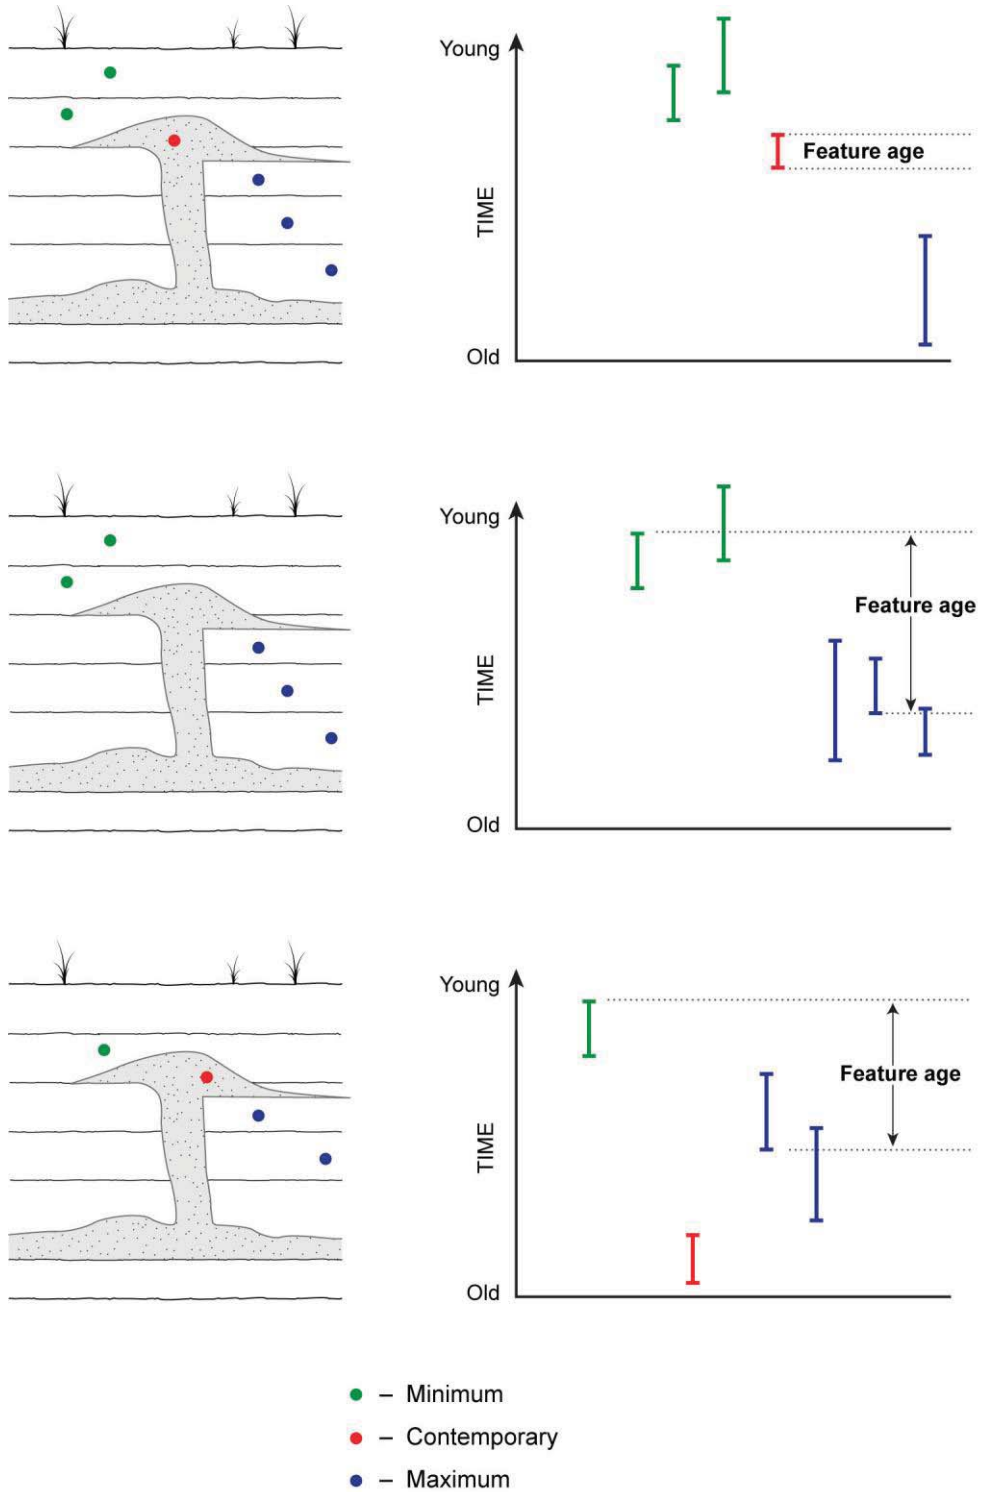 Young
TIME
Feature age
Old
Young
TIME
Feature age
Old
Young
TIME
Feature age
Old
– Minimum
– Contemporary
– Maximum